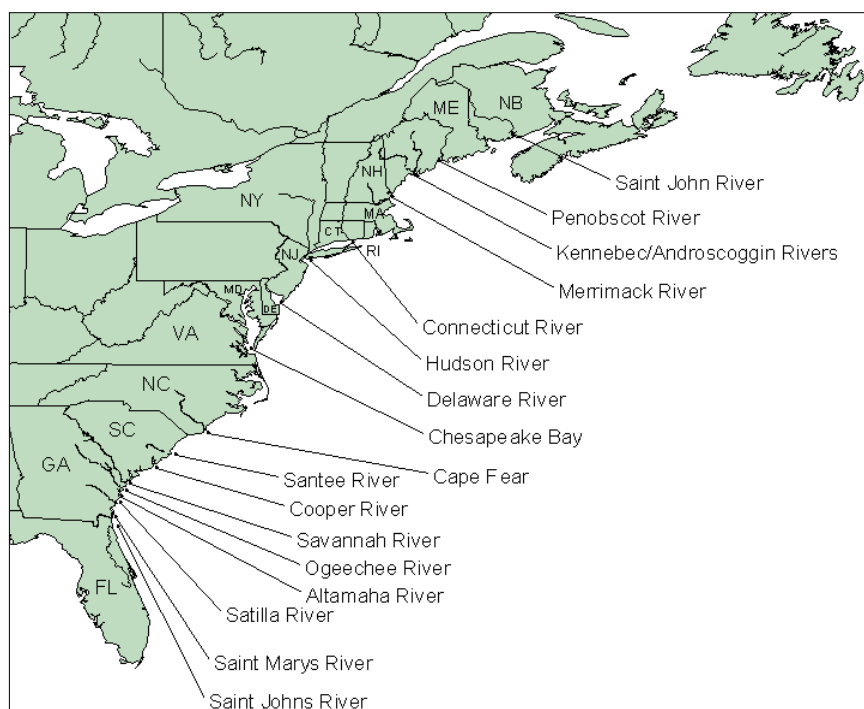 ME
NB
NH
NY
MA
CT
RI
NJ
MD
DE
VA
NC
SC
GA
FL
Saint John River
Penobscot River
Kennebec/Androscoggin Rivers
Merrimack River
Connecticut River
Hudson River
Delaware River
Chesapeake Bay
Cape Fear
Santee River
Cooper River
Savannah River
Ogeechee River
Altamaha River
Satilla River
Saint Marys River
Saint Johns River